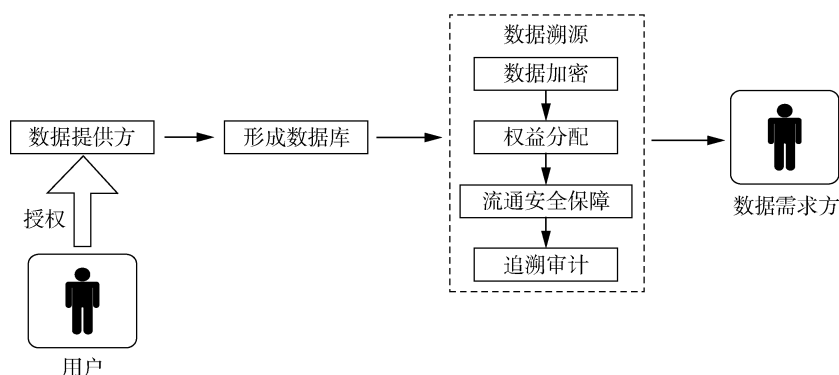 数据溯源
数据加密
数据提供方
形成数据库
权益分配
授权
流通安全保障
数据需求方
追溯审计
用户